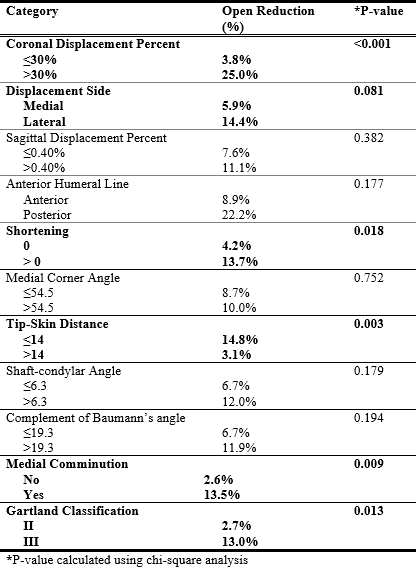 Category Open Reduction (%) *P-value
Coronal Displacement Percent <0.001
≤30% 3.8%
>30% 25.0%
Displacement Side 0.081
Medial 5.9%
Lateral 14.4%
Sagittal Displacement Percent 0.382
≤0.40% 7.6%
>0.40% 11.1%
Anterior Humeral Line 0.177
Anterior 8.9%
Posterior 22.2%
Shortening 0.018
0 4.2%
> 0 13.7%
Medial Corner Angle 0.752
≤54.5 8.7%
>54.5 10.0%
Tip-Skin Distance 0.003
≤14 14.8%
>14 3.1%
Shaft-condylar Angle 0.179
≤6.3 6.7%
>6.3 12.0%
Complement of Baumann’s angle 0.194
≤19.3 6.7%
>19.3 11.9%
Medial Comminution 0.009
No 2.6%
Yes 13.5%
Gartland Classification 0.013
II 2.7%
III 13.0%
*P-value calculated using chi-square analysis